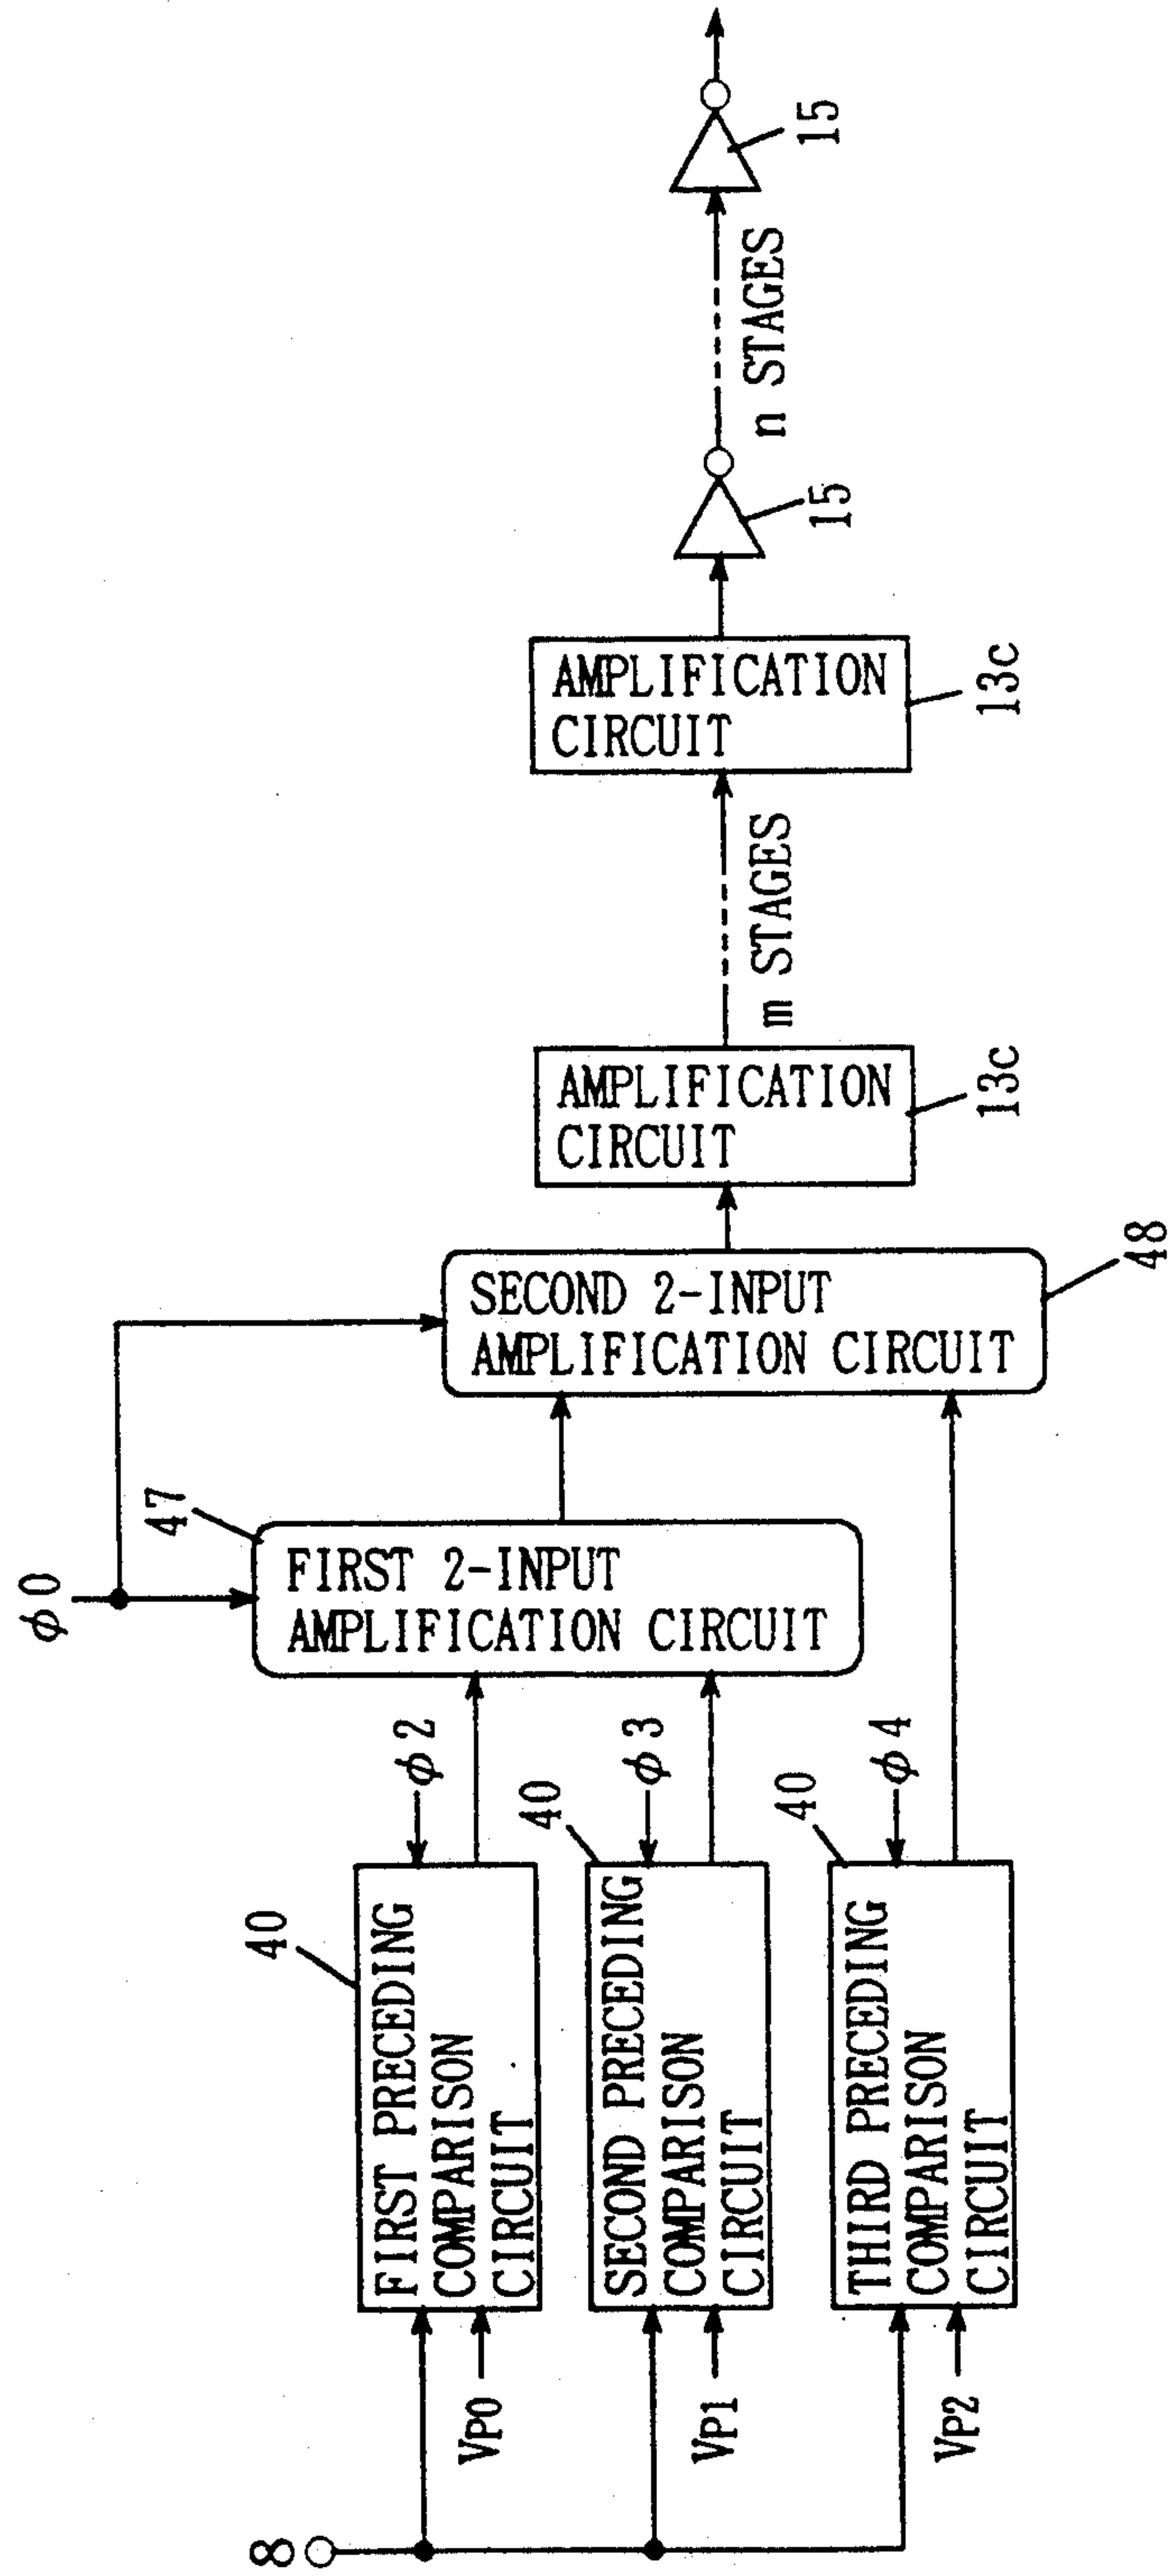 8
VP0
VP1
VP2
FIRST PRECEDING
COMPARISON
CIRCUIT
40
φ2
SECOND PRECEDING
COMPARISON
CIRCUIT
40
φ3
THIRD PRECEDING
COMPARISON
CIRCUIT
40
φ4
φ0
47
FIRST 2-INPUT
AMPLIFICATION CIRCUIT
SECOND 2-INPUT
AMPLIFICATION CIRCUIT
48
AMPLIFICATION
CIRCUIT
13c
m STAGES
AMPLIFICATION
CIRCUIT
13c
15
n STAGES
15